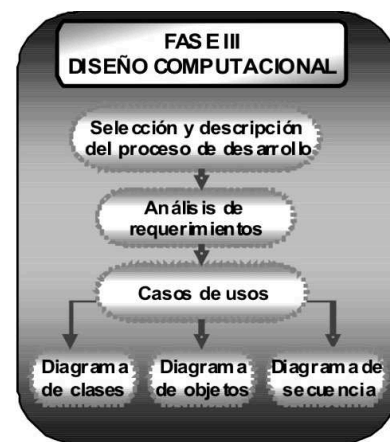 FASE III
DISEÑO COMPUTACIONAL
Selección y descripción
del proceso de desarrollo
Análisis de
requerimientos
Casos de usos
Diagrama
de clases
Diagrama
de objetos
Diagrama de
secuencia